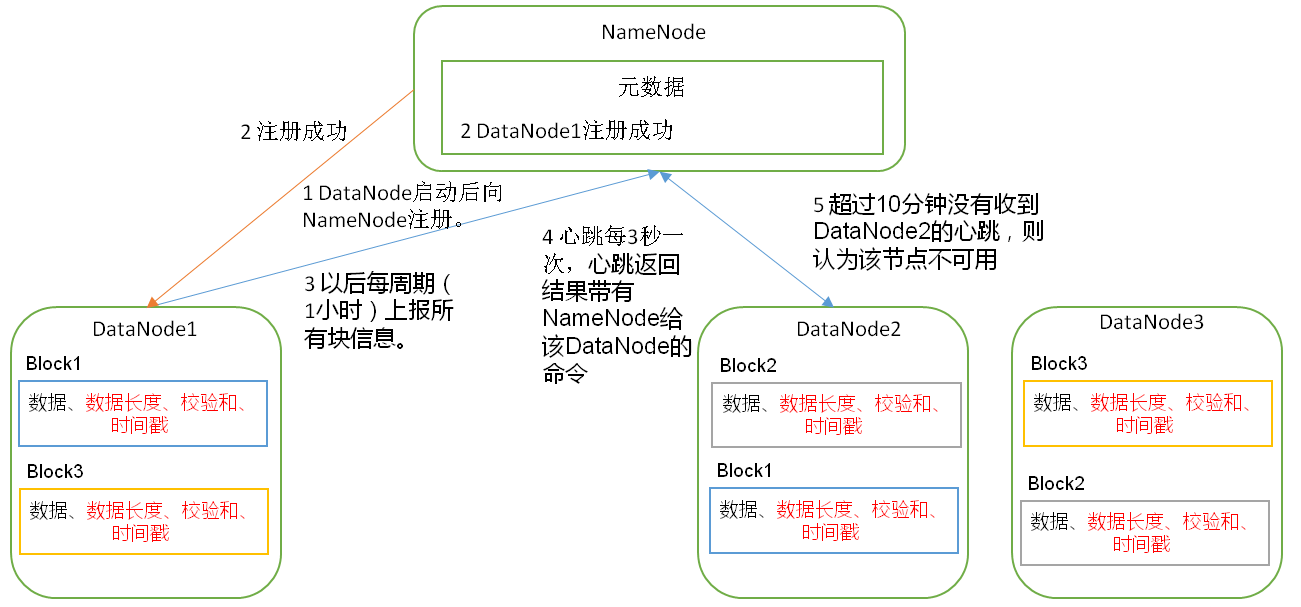 NameNode
元数据
2 DataNode1注册成功
2 注册成功
1 DataNode启动后向
NameNode注册。
3 以后每周期（
1小时）上报所
有块信息。
4 心跳每3秒一
次，心跳返回
结果带有
NameNode给
该DataNode的
命令
5 超过10分钟没有收到
DataNode2的心跳，则
认为该节点不可用
DataNode1
Block1
数据、数据长度、校验和、
时间戳
Block3
数据、数据长度、校验和、
时间戳
DataNode2
Block2
数据、数据长度、校验和、
时间戳
Block1
数据、数据长度、校验和、
时间戳
DataNode3
Block3
数据、数据长度、校验和、
时间戳
Block2
数据、数据长度、校验和、
时间戳